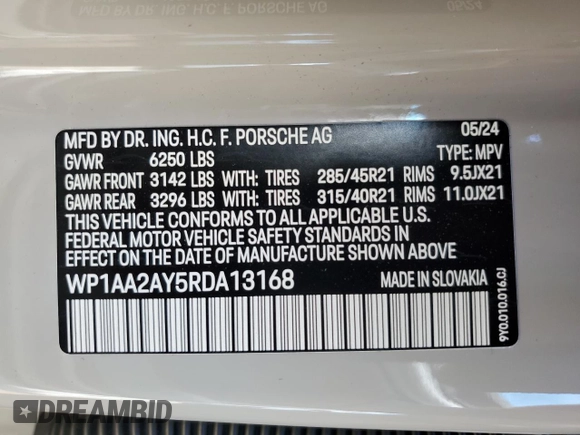 MFD BY DR. ING. H.C. F. PORSCHE AG 05/24
GVWR 6250 LBS TYPE: MPV
GAWR FRONT 3142 LBS WITH: TIRES 285/45R21 RIMS 9.5JX21
GAWR REAR 3296 LBS WITH: TIRES 315/40R21 RIMS 11.0JX21
THIS VEHICLE CONFORMS TO ALL APPLICABLE U.S.
FEDERAL MOTOR VEHICLE SAFETY STANDARDS IN
EFFECT ON THE DATE OF MANUFACTURE SHOWN ABOVE
WP1AA2AY5RDA13168 MADE IN SLOVAKIA
9Y0.010.016.CJ
DREAMBID